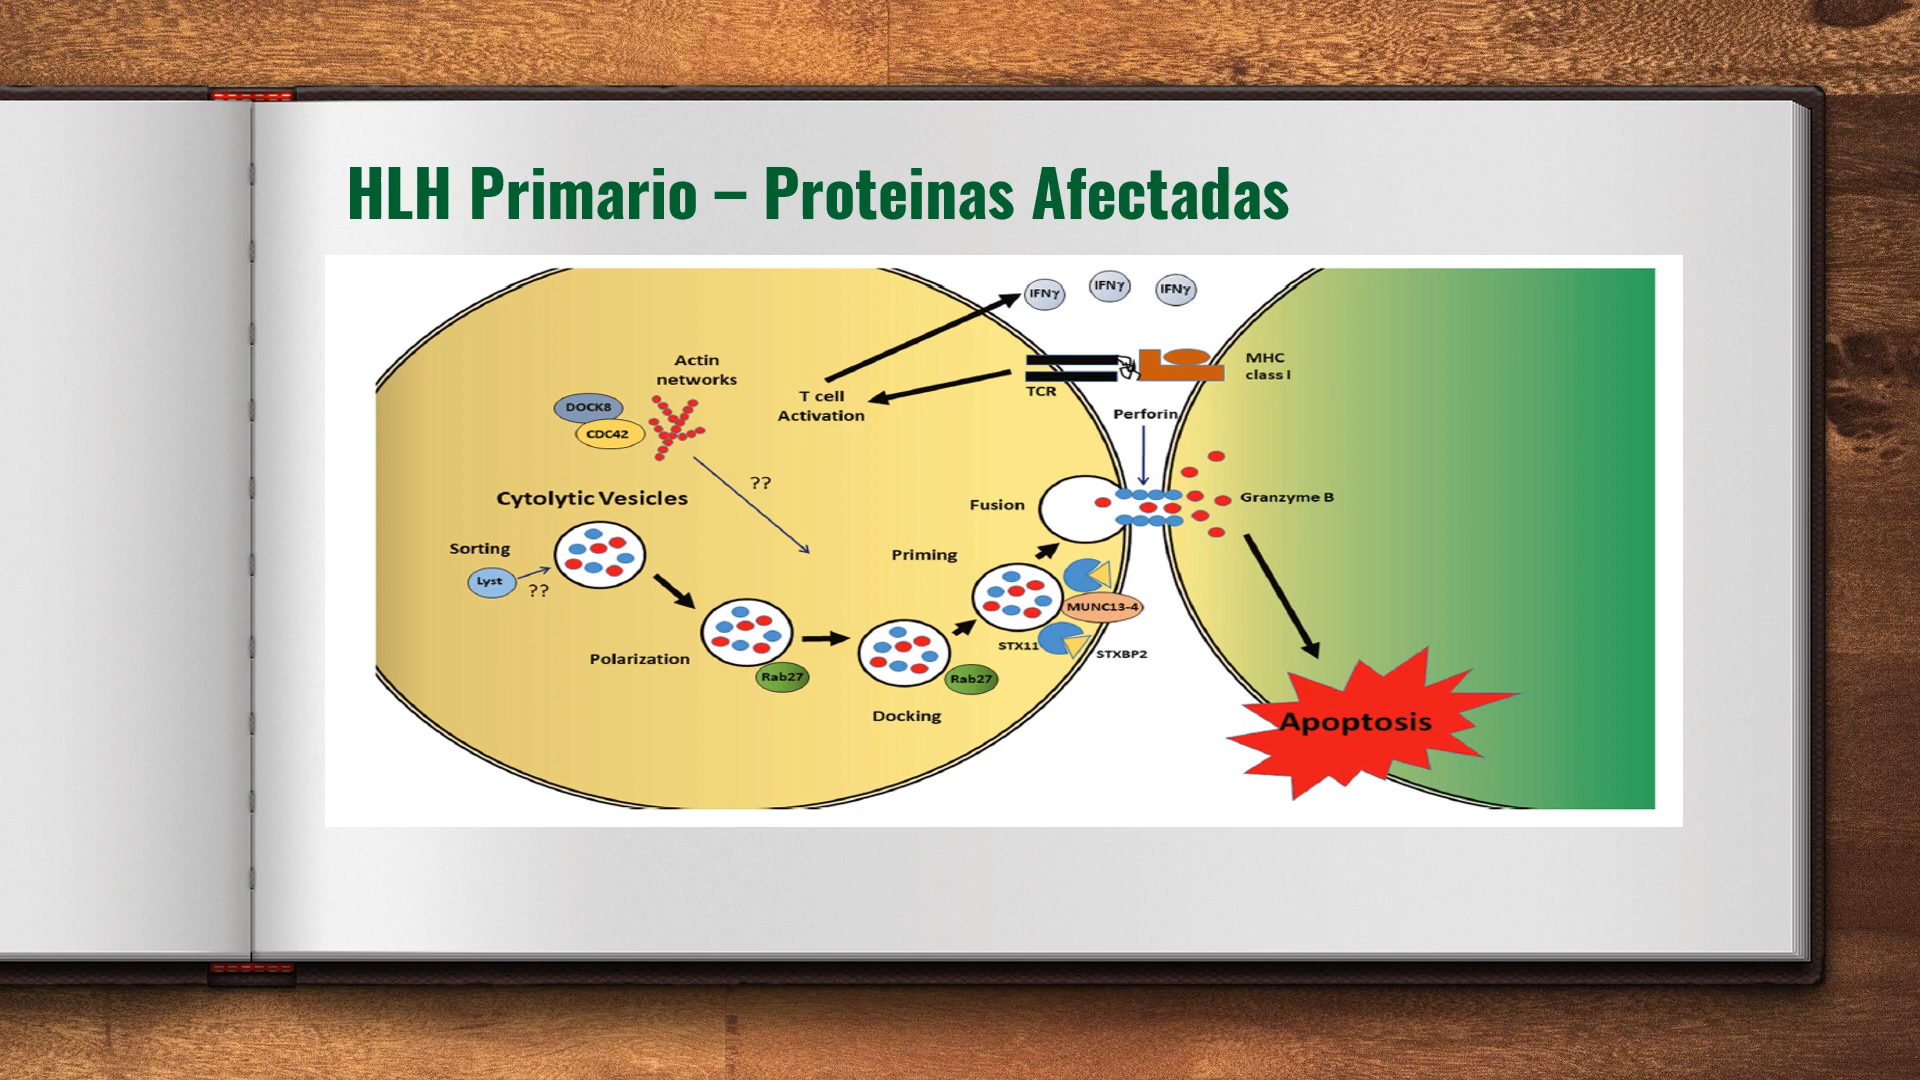 HLH Primario – Proteinas Afectadas
IFNγ
IFNγ
IFNγ
Actin
networks
MHC
class I
TCR
T cell
Activation
DOCK8
CDC42
Perforin
??
Cytolytic Vesicles
Granzyme B
Fusion
Sorting
Priming
Lyst
??
MUNC13-4
STX11
STXBP2
Polarization
Rab27
Rab27
Docking
Apoptosis